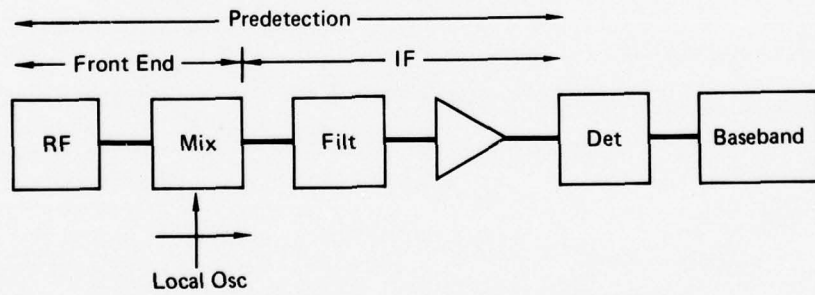 Predetection
Front End
IF
RF
Mix
Filt
Det
Baseband
Local Osc